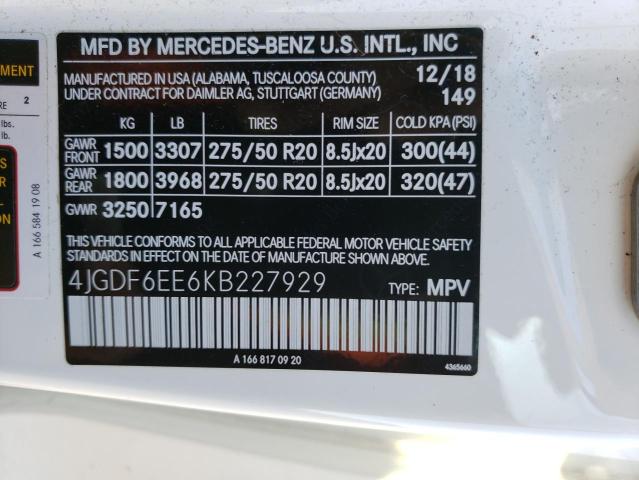 MENT
RE 2
lbs.
lb.
S
ON
A 166 584 19 08
MFD BY MERCEDES-BENZ U.S. INTL., INC
MANUFACTURED IN USA (ALABAMA, TUSCALOOSA COUNTY) 12/18
UNDER CONTRACT FOR DAIMLER AG, STUTTGART (GERMANY) 149
KG LB TIRES RIM SIZE COLD KPA(PSI)
GAWR FRONT 1500 3307 275/50 R20 8.5Jx20 300(44)
GAWR REAR 1800 3968 275/50 R20 8.5Jx20 320(47)
GVWR 3250 7165
THIS VEHICLE CONFORMS TO ALL APPLICABLE FEDERAL MOTOR VEHICLE SAFETY
STANDARDS IN EFFECT ON THE DATE OF MANUFACTURE SHOWN ABOVE.
4JGDF6EE6KB227929 TYPE: MPV
A 166 817 09 20
4365660